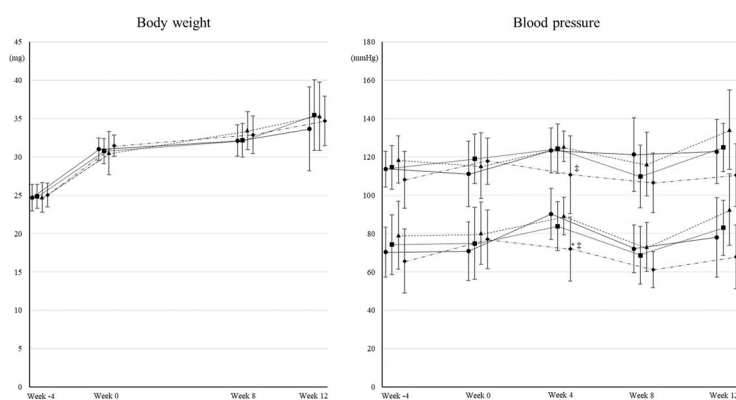 Body weight
45
(mg)
40
35
30
25
20
15
10
5
0
Week -4
Week 0
Week 8
Week 12
Blood pressure
180
(mmHg)
160
140
120
100
80
60
40
20
0
‡
*‡
Week -4
Week 0
Week 4
Week 8
Week 12